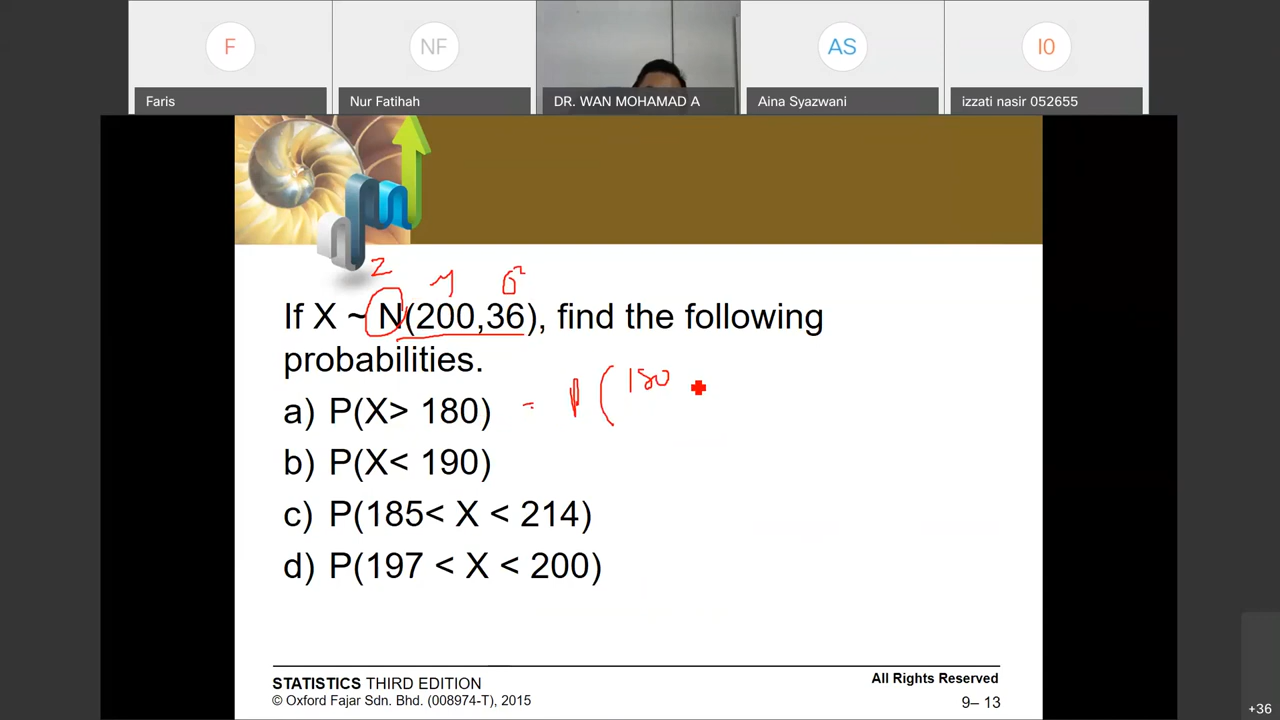 F
NF
AS
I0
Faris
Nur Fatihah
DR. WAN MOHAMAD A
Aina Syazwani
izzati nasir 052655
Z μ σ²
If X ~ N(200,36), find the following
probabilities.
a) P(X> 180) = P ( 180
b) P(X< 190)
c) P(185< X < 214)
d) P(197 < X < 200)
STATISTICS THIRD EDITION
© Oxford Fajar Sdn. Bhd. (008974-T), 2015
All Rights Reserved
9– 13
+36